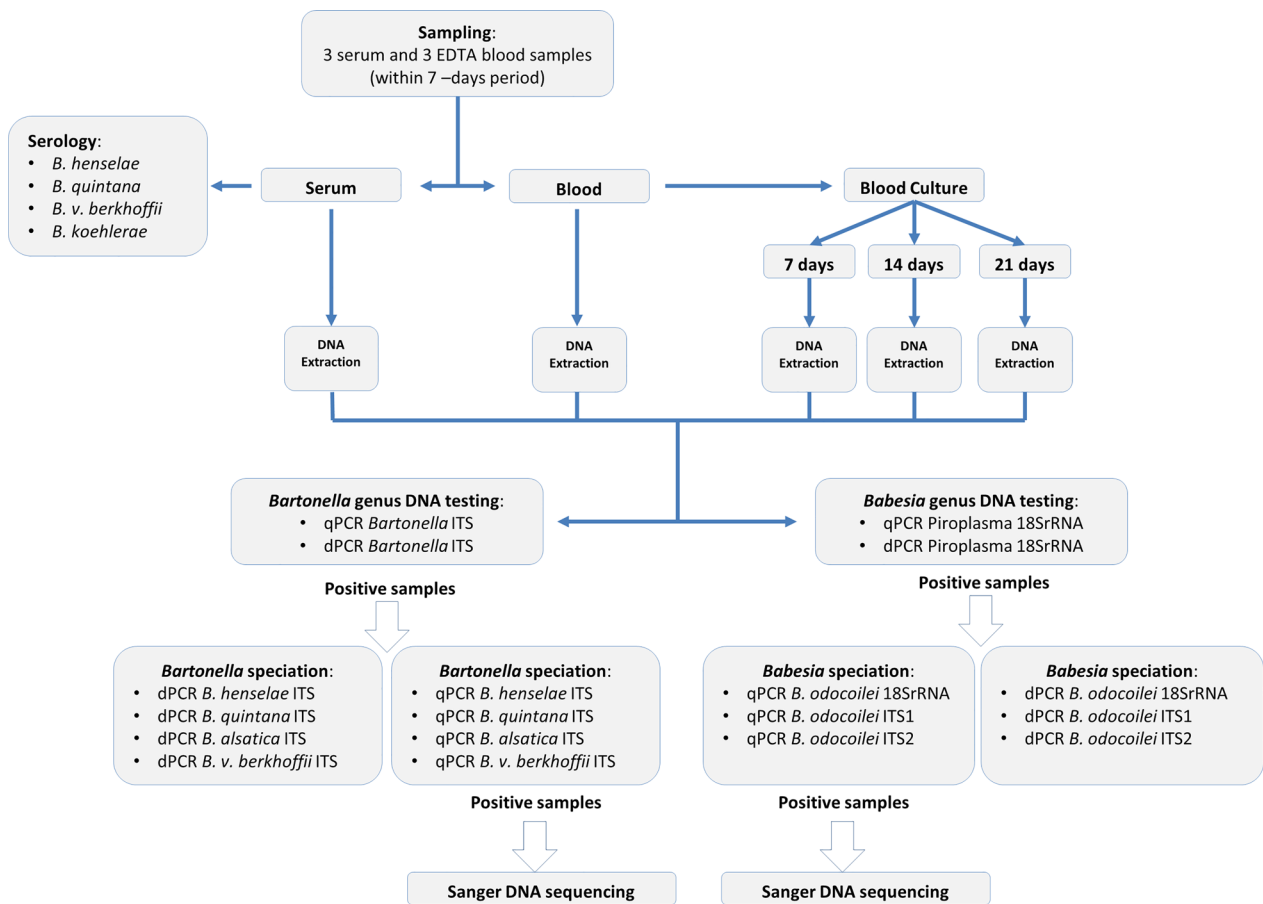 Sampling:
3 serum and 3 EDTA blood samples
(within 7 –days period)
Serology:
• B. henselae
• B. quintana
• B. v. berkhoffii
• B. koehlerae
Serum
Blood
Blood Culture
7 days
14 days
21 days
DNA
Extraction
DNA
Extraction
DNA
Extraction
DNA
Extraction
DNA
Extraction
Bartonella genus DNA testing:
• qPCR Bartonella ITS
• dPCR Bartonella ITS
Babesia genus DNA testing:
• qPCR Piroplasma 18SrRNA
• dPCR Piroplasma 18SrRNA
Positive samples
Positive samples
Bartonella speciation:
• dPCR B. henselae ITS
• dPCR B. quintana ITS
• dPCR B. alsatica ITS
• dPCR B. v. berkhoffii ITS
Bartonella speciation:
• qPCR B. henselae ITS
• qPCR B. quintana ITS
• qPCR B. alsatica ITS
• qPCR B. v. berkhoffii ITS
Babesia speciation:
• qPCR B. odocoilei 18SrRNA
• qPCR B. odocoilei ITS1
• qPCR B. odocoilei ITS2
Babesia speciation:
• dPCR B. odocoilei 18SrRNA
• dPCR B. odocoilei ITS1
• dPCR B. odocoilei ITS2
Positive samples
Positive samples
Sanger DNA sequencing
Sanger DNA sequencing